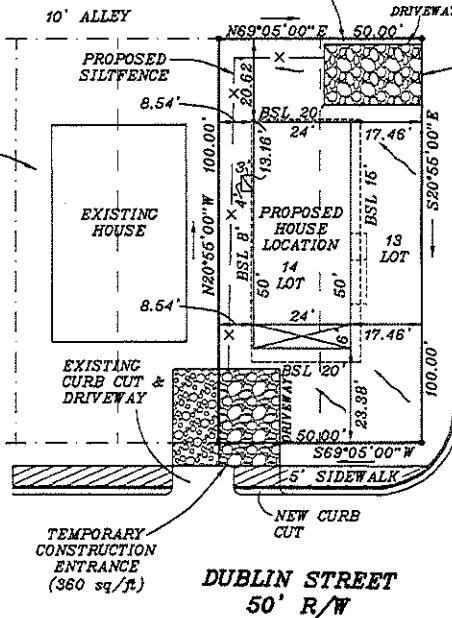 10' ALLEY
DRIVEWAY
N69°05'00"E 50.00'
PROPOSED
SILTFENCE
20.62'
BSL 20'
8.54'
24'
17.46'
100.00'
13.16'
3'
4'
EXISTING
HOUSE
N20°55'00"W
BSL 8'
PROPOSED
HOUSE
LOCATION
BSL 15'
S20°55'00"E
13
LOT
14
LOT
50'
50'
8.54'
24'
17.46'
6'
100.00'
EXISTING
CURB CUT &
DRIVEWAY
BSL 20'
DRIVEWAY
23.38'
50.00'
S69°05'00"W
5' SIDEWALK
NEW CURB
CUT
TEMPORARY
CONSTRUCTION
ENTRANCE
(360 sq/ft)
DUBLIN STREET
50' R/W